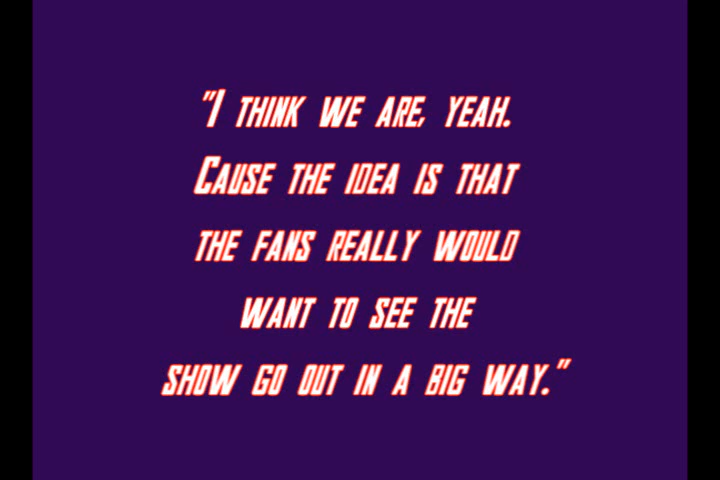 "I think we are, yeah.
Cause the idea is that
the fans really would
want to see the
show go out in a big way."